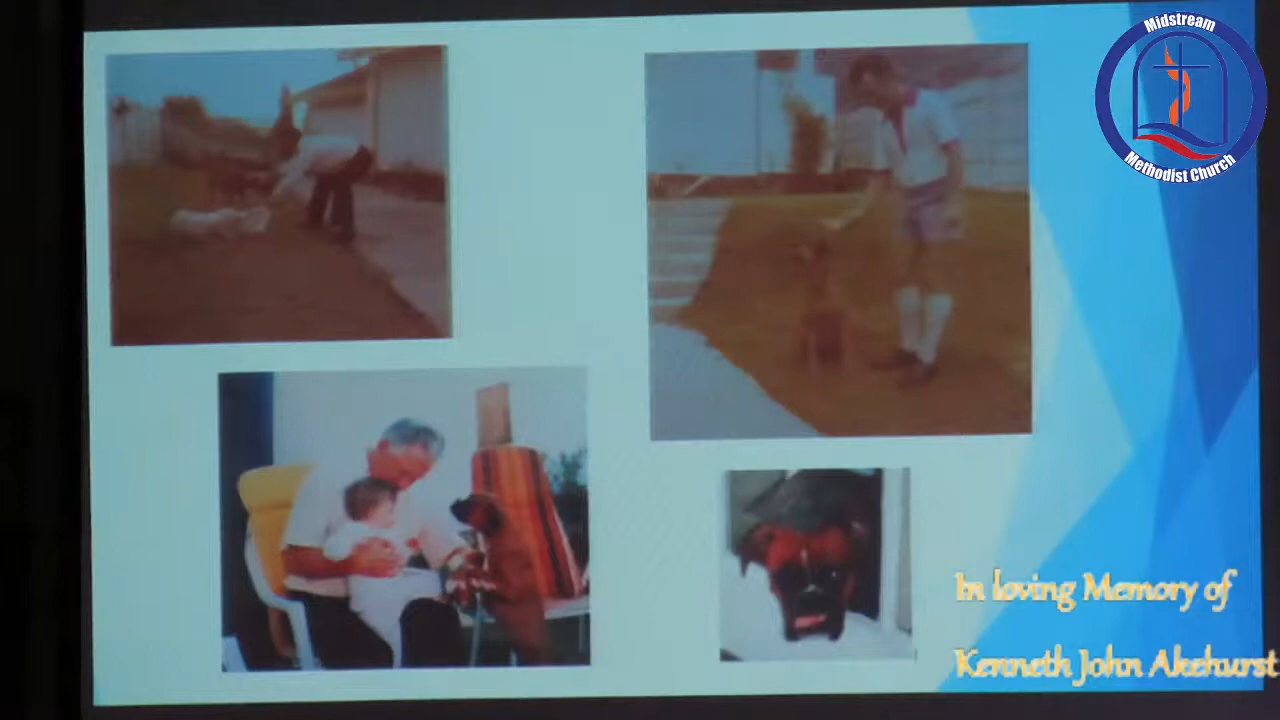 Midstream
Methodist Church
In loving Memory of
Kenneth John Akehurst